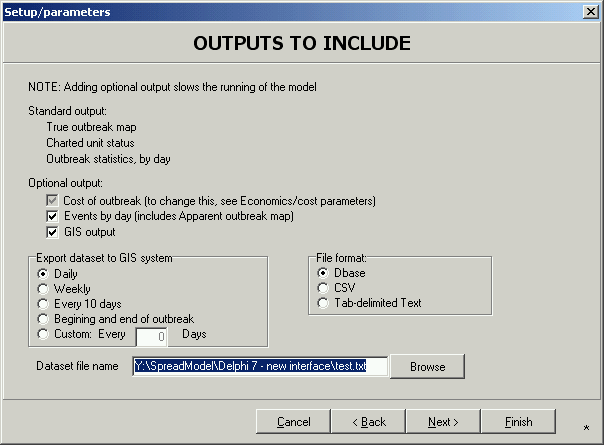 Setup/parameters
OUTPUTS TO INCLUDE
NOTE: Adding optional output slows the running of the model
Standard output:
True outbreak map
Charted unit status
Outbreak statistics, by day
Optional output:
Cost of outbreak (to change this, see Economics/cost parameters)
Events by day (includes Apparent outbreak map)
GIS output
Export dataset to GIS system
Daily
Weekly
Every 10 days
Begining and end of outbreak
Custom: Every 0 Days
File format:
Dbase
CSV
Tab-delimited Text
Dataset file name Y:\SpreadModel\Delphi 7 - new interface\test.txt Browse
Cancel < Back Next > Finish *